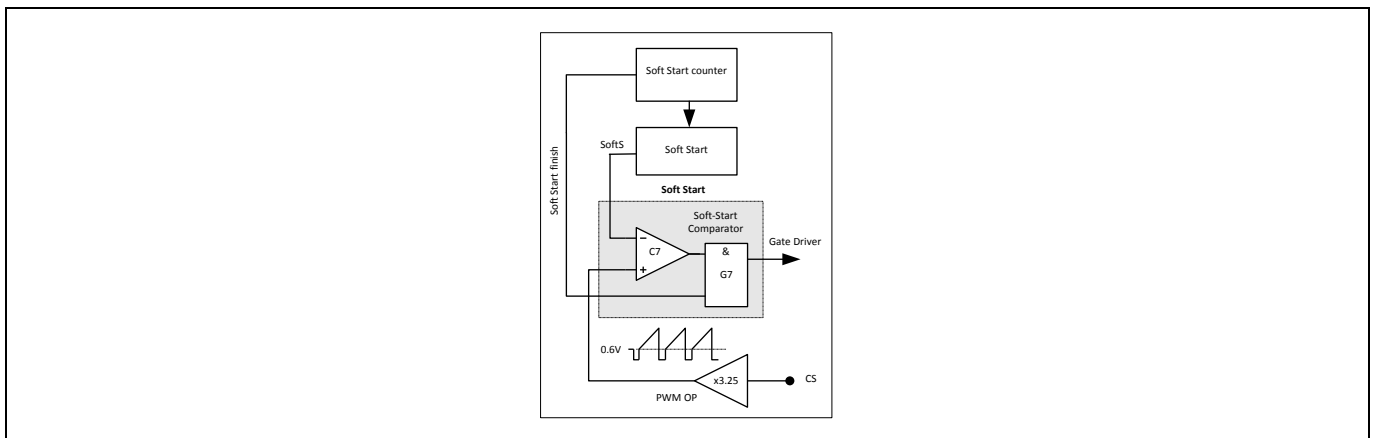 Soft Start counter
Soft Start finish
SoftS
Soft Start
Soft Start
Soft-Start
Comparator
Gate Driver
−
C7
+
&
G7
0.6V
x3.25
CS
PWM OP